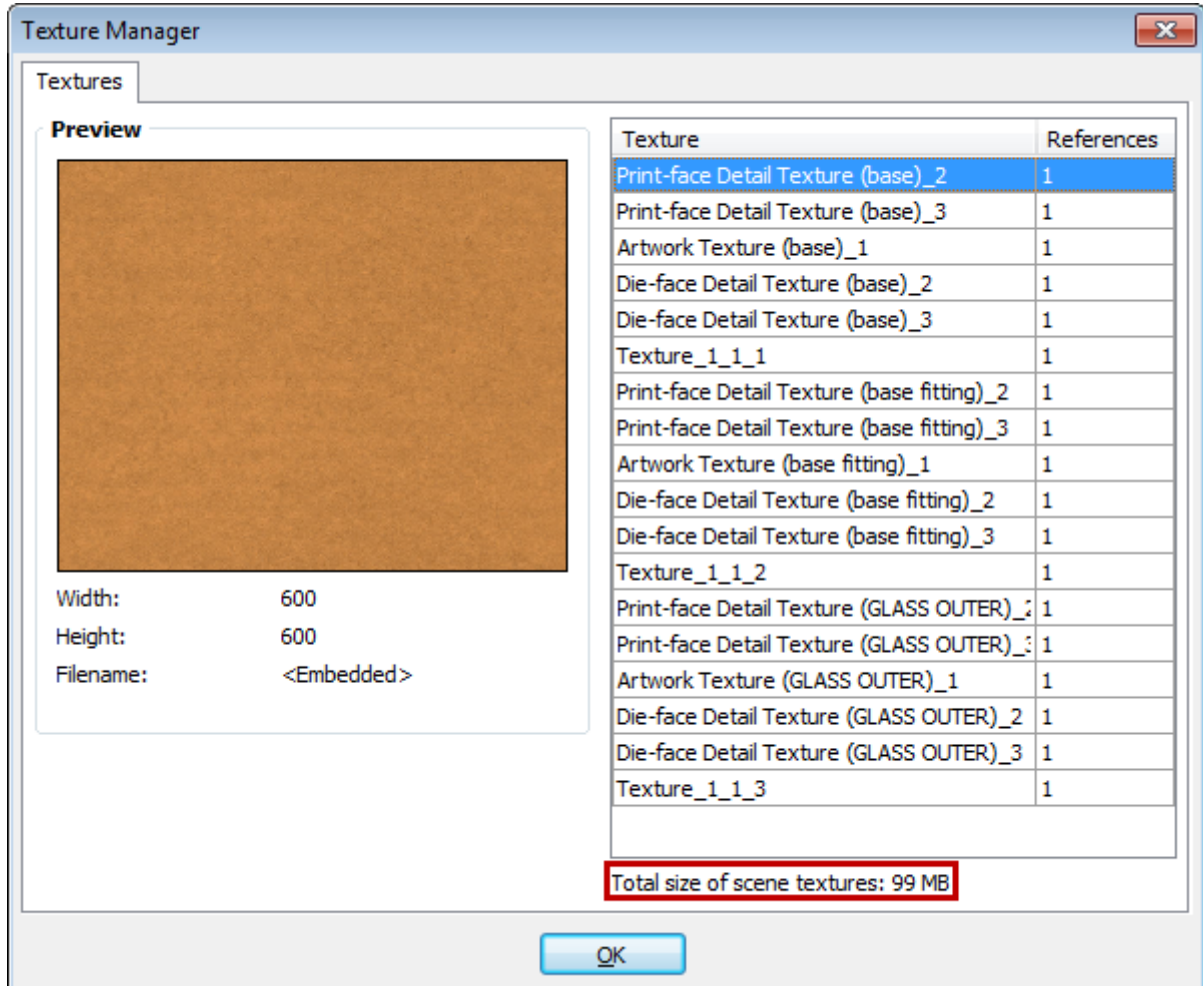 Texture Manager
Textures
Preview
Width: 600
Height: 600
Filename: <Embedded>
Texture References
Print-face Detail Texture (base)_2 1
Print-face Detail Texture (base)_3 1
Artwork Texture (base)_1 1
Die-face Detail Texture (base)_2 1
Die-face Detail Texture (base)_3 1
Texture_1_1_1 1
Print-face Detail Texture (base fitting)_2 1
Print-face Detail Texture (base fitting)_3 1
Artwork Texture (base fitting)_1 1
Die-face Detail Texture (base fitting)_2 1
Die-face Detail Texture (base fitting)_3 1
Texture_1_1_2 1
Print-face Detail Texture (GLASS OUTER)_2 1
Print-face Detail Texture (GLASS OUTER)_3 1
Artwork Texture (GLASS OUTER)_1 1
Die-face Detail Texture (GLASS OUTER)_2 1
Die-face Detail Texture (GLASS OUTER)_3 1
Texture_1_1_3 1
Total size of scene textures: 99 MB
OK